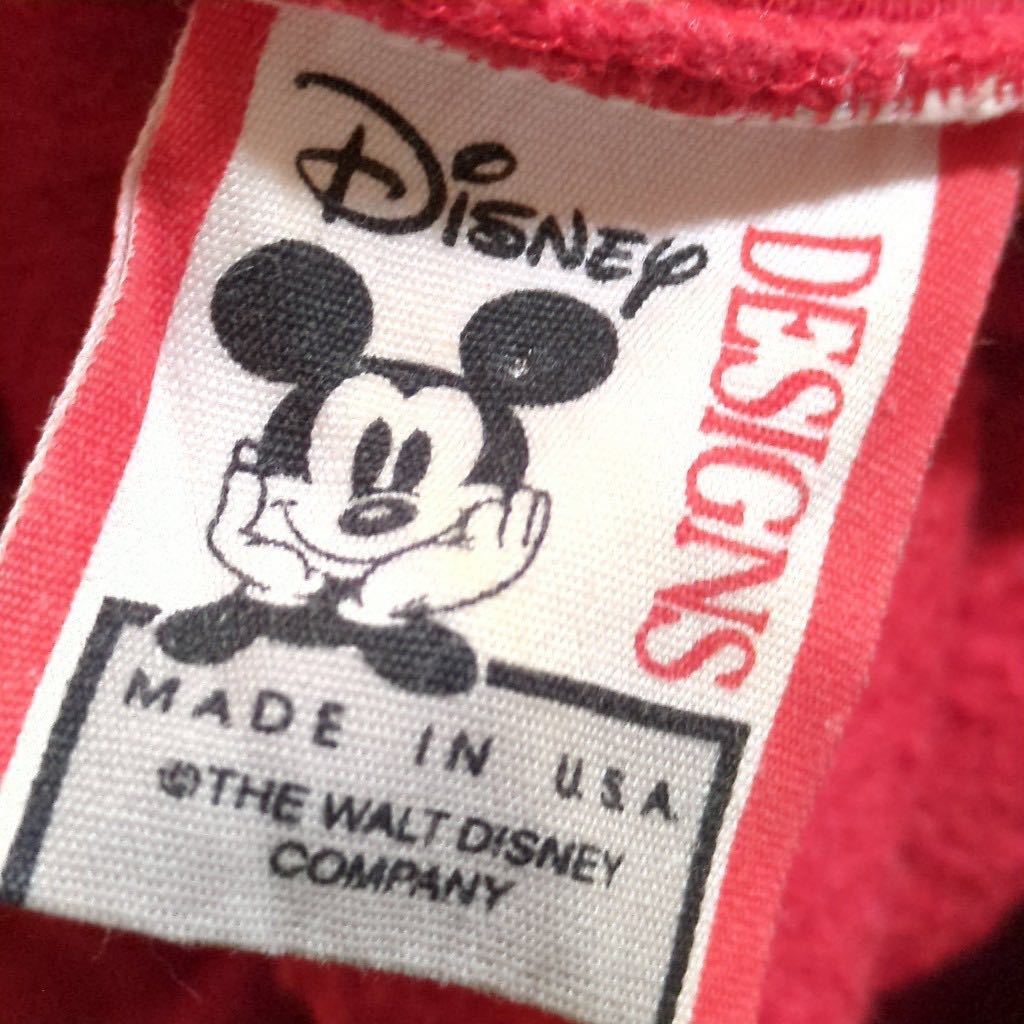 DISNEY
DESIGNS
MADE IN U.S.A.
©THE WALT DISNEY
COMPANY